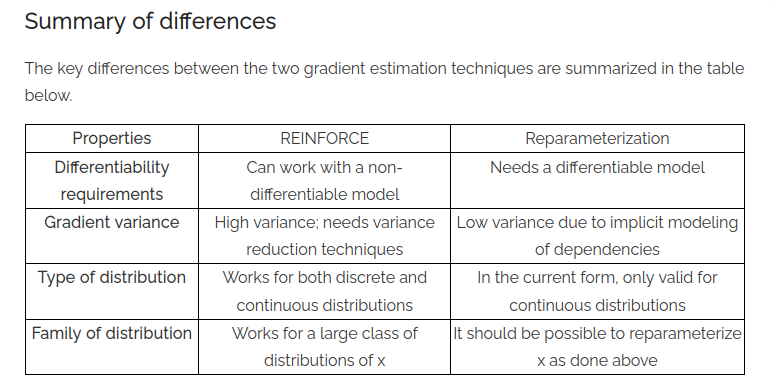 Summary of differences
The key differences between the two gradient estimation techniques are summarized in the table
below.
Properties REINFORCE Reparameterization
Differentiability requirements Can work with a non-differentiable model Needs a differentiable model
Gradient variance High variance; needs variance reduction techniques Low variance due to implicit modeling of dependencies
Type of distribution Works for both discrete and continuous distributions In the current form, only valid for continuous distributions
Family of distribution Works for a large class of distributions of x It should be possible to reparameterize x as done above